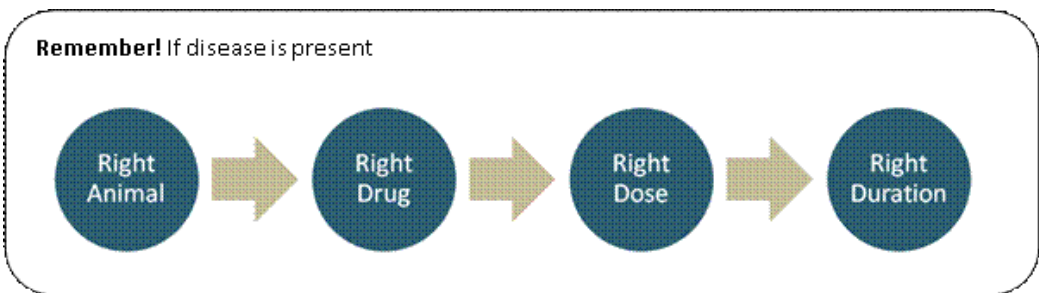 Remember! If disease is present
Right
Animal
Right
Drug
Right
Dose
Right
Duration